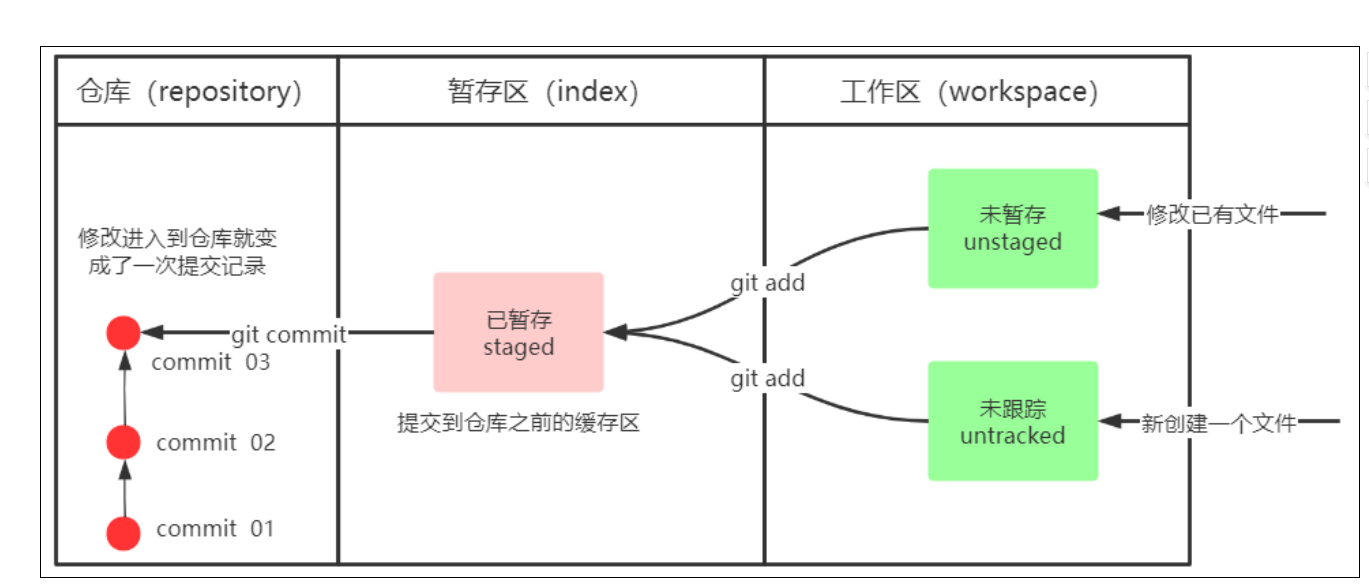 仓库（repository）
暂存区（index）
工作区（workspace）
未暂存
unstaged
修改已有文件
修改进入到仓库就变
成了一次提交记录
git add
已暂存
staged
git commit
commit 03
git add
提交到仓库之前的缓存区
未跟踪
untracked
新创建一个文件
commit 02
commit 01